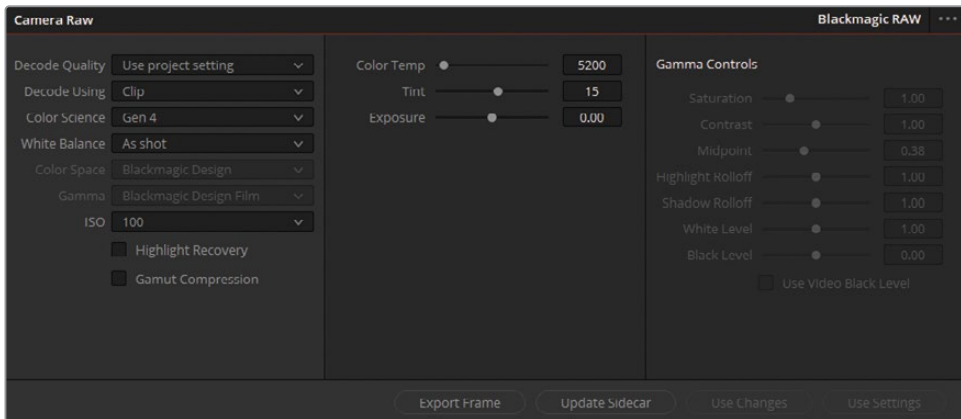 Camera Raw Blackmagic RAW
Decode Quality Use project setting
Decode Using Clip
Color Science Gen 4
White Balance As shot
Color Space Blackmagic Design
Gamma Blackmagic Design Film
ISO 100
Highlight Recovery
Gamut Compression
Color Temp 5200
Tint 15
Exposure 0.00
Gamma Controls
Saturation 1.00
Contrast 1.00
Midpoint 0.38
Highlight Rolloff 1.00
Shadow Rolloff 1.00
White Level 1.00
Black Level 0.00
Use Video Black Level
Export Frame Update Sidecar Use Changes Use Settings